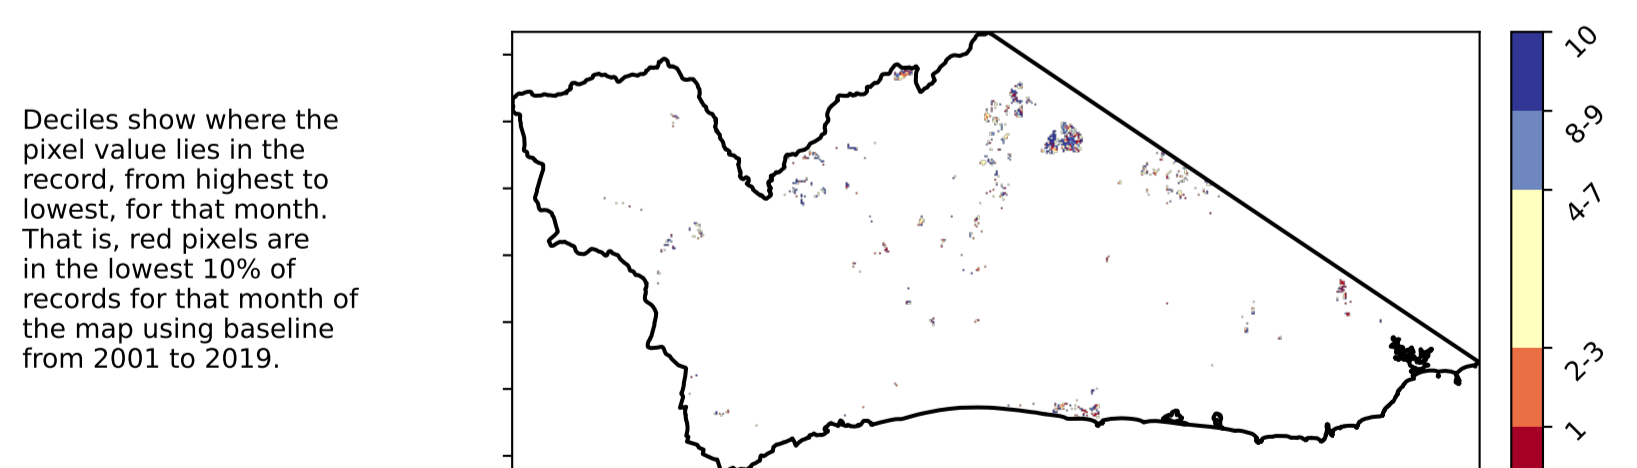 Deciles show where the
pixel value lies in the
record, from highest to
lowest, for that month.
That is, red pixels are
in the lowest 10% of
records for that month of
the map using baseline
from 2001 to 2019.
10
8-9
4-7
2-3
1